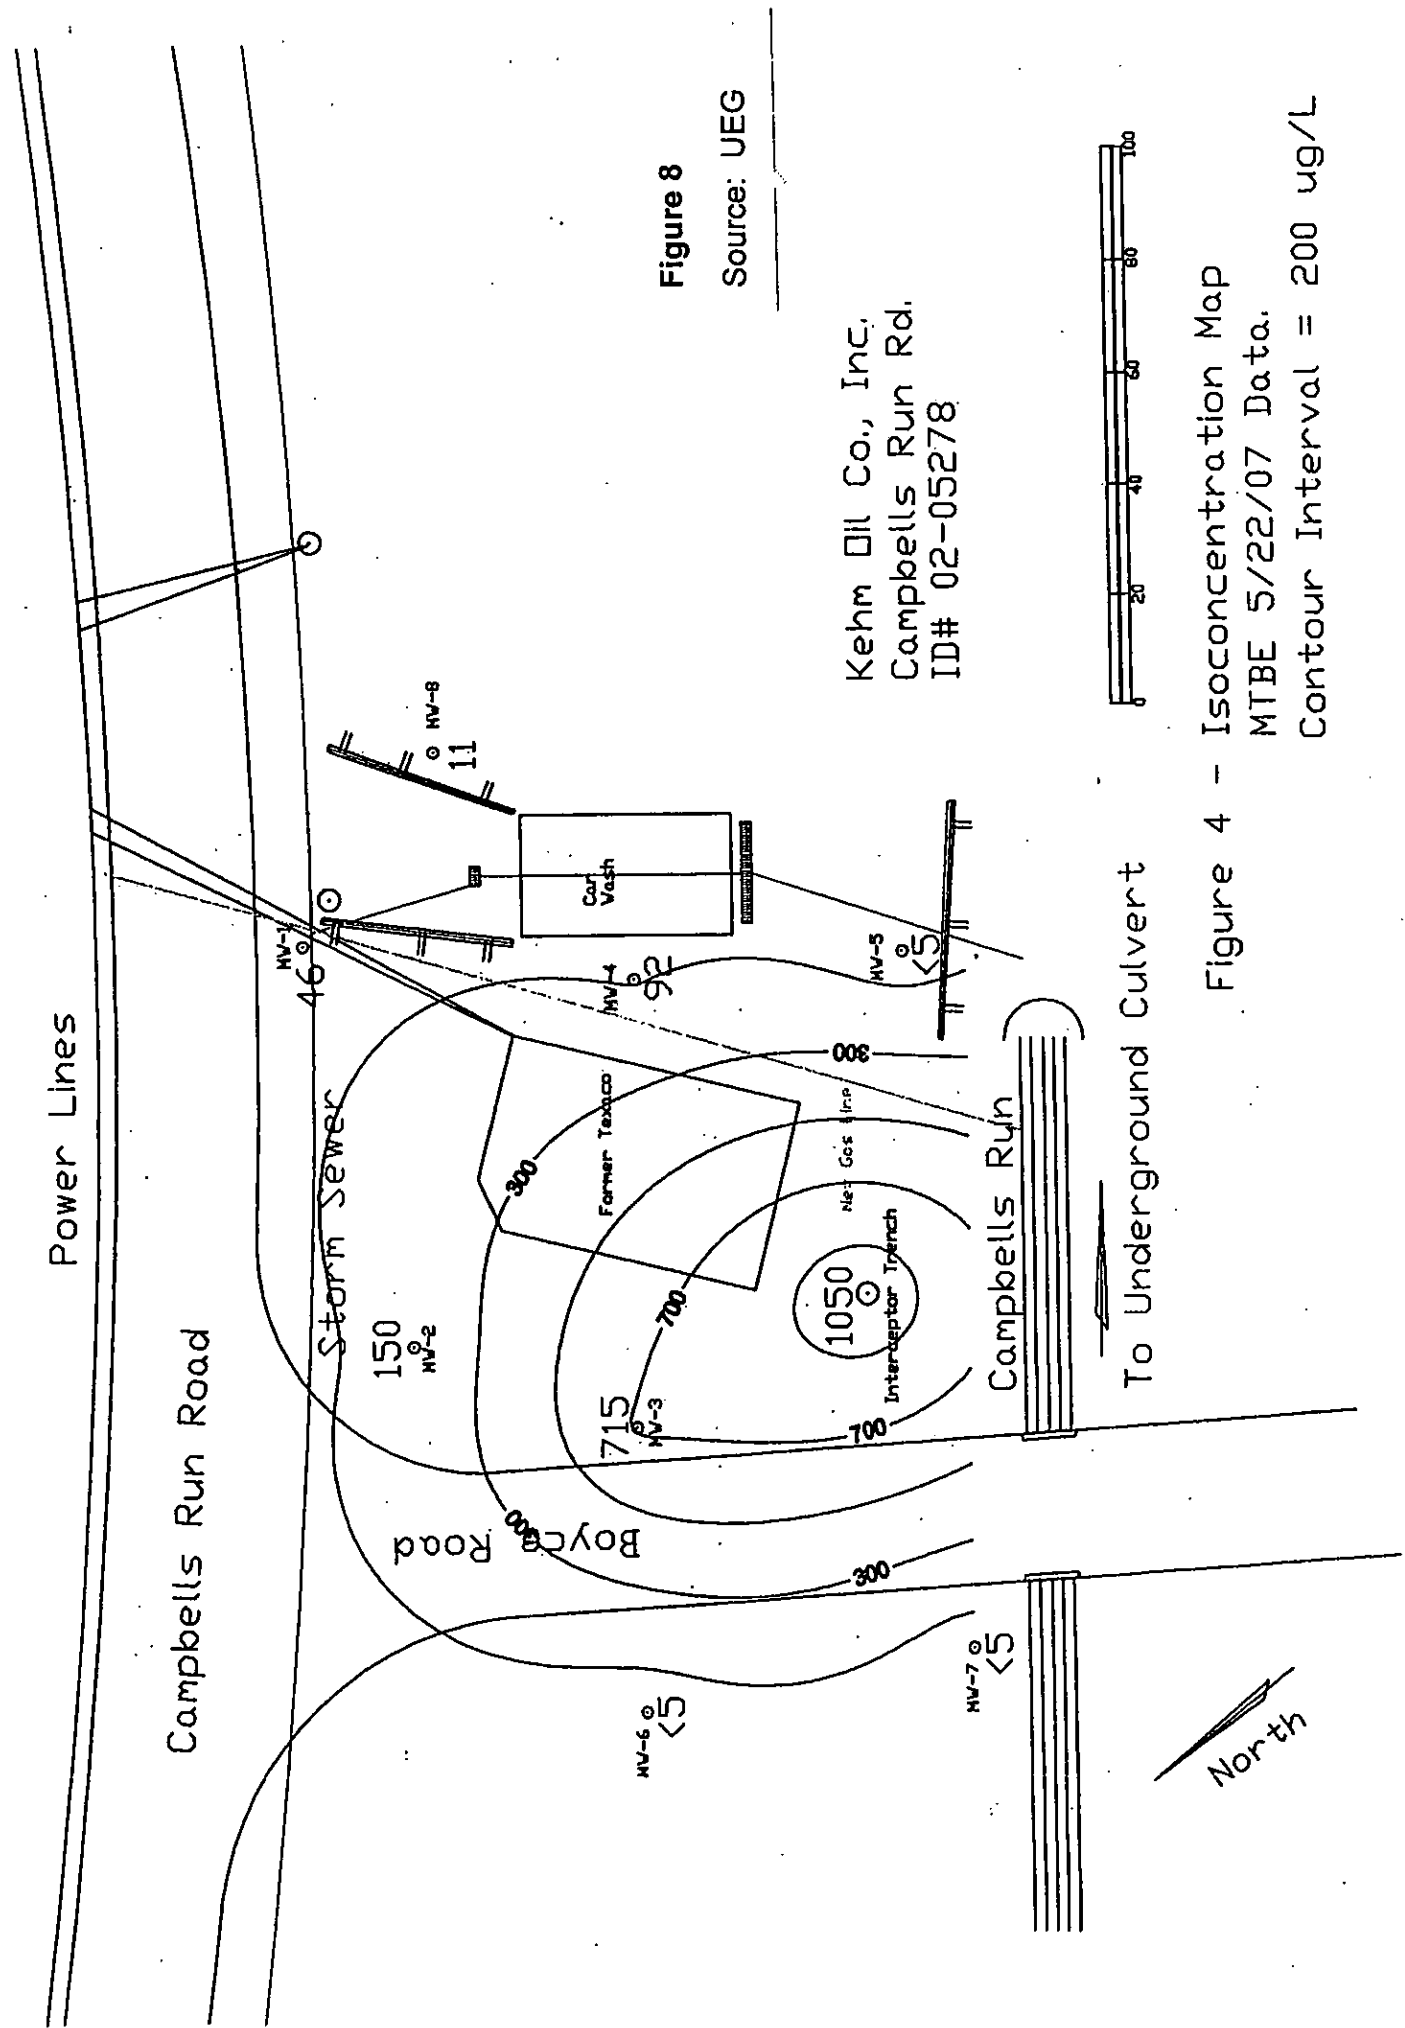 Power Lines
Campbells Run Road
Storm Sewer
MW-1
46
MW-8
11
Car
Wash
MW-4
92
MW-5
<5
150
MW-2
300
Former Texaco
300
715
MW-3
700
1050
Interceptor Trench
700
300
Boyce
Road
300
MW-6
<5
MW-7
<5
Campbells Run
To Underground Culvert
North
Figure 8
Source: UEG
Kehm Oil Co., Inc.
Campbells Run Rd.
ID# 02-05278
0 20 40 60 80 100
Figure 4 - Isoconcentration Map
MTBE 5/22/07 Data.
Contour Interval = 200 ug/L